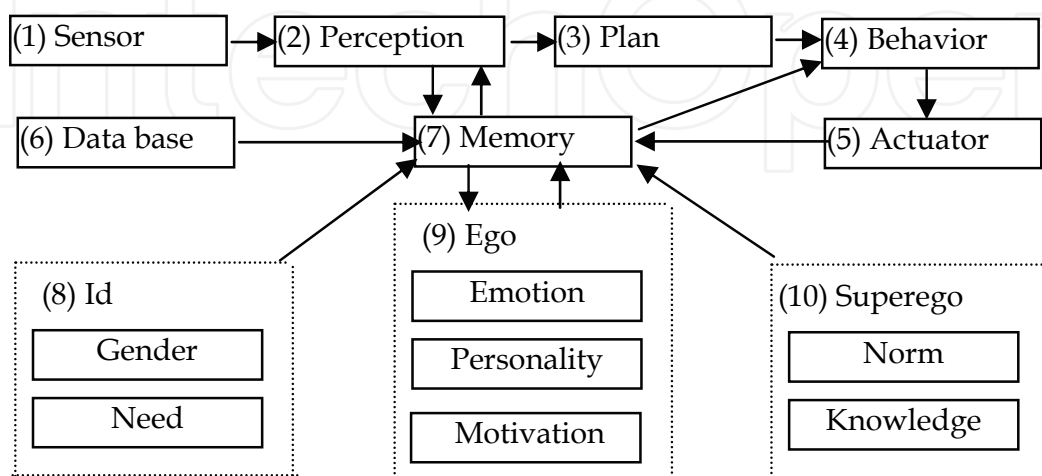 (1) Sensor
(2) Perception
(3) Plan
(4) Behavior
(6) Data base
(7) Memory
(5) Actuator
(8) Id
Gender
Need
(9) Ego
Emotion
Personality
Motivation
(10) Superego
Norm
Knowledge